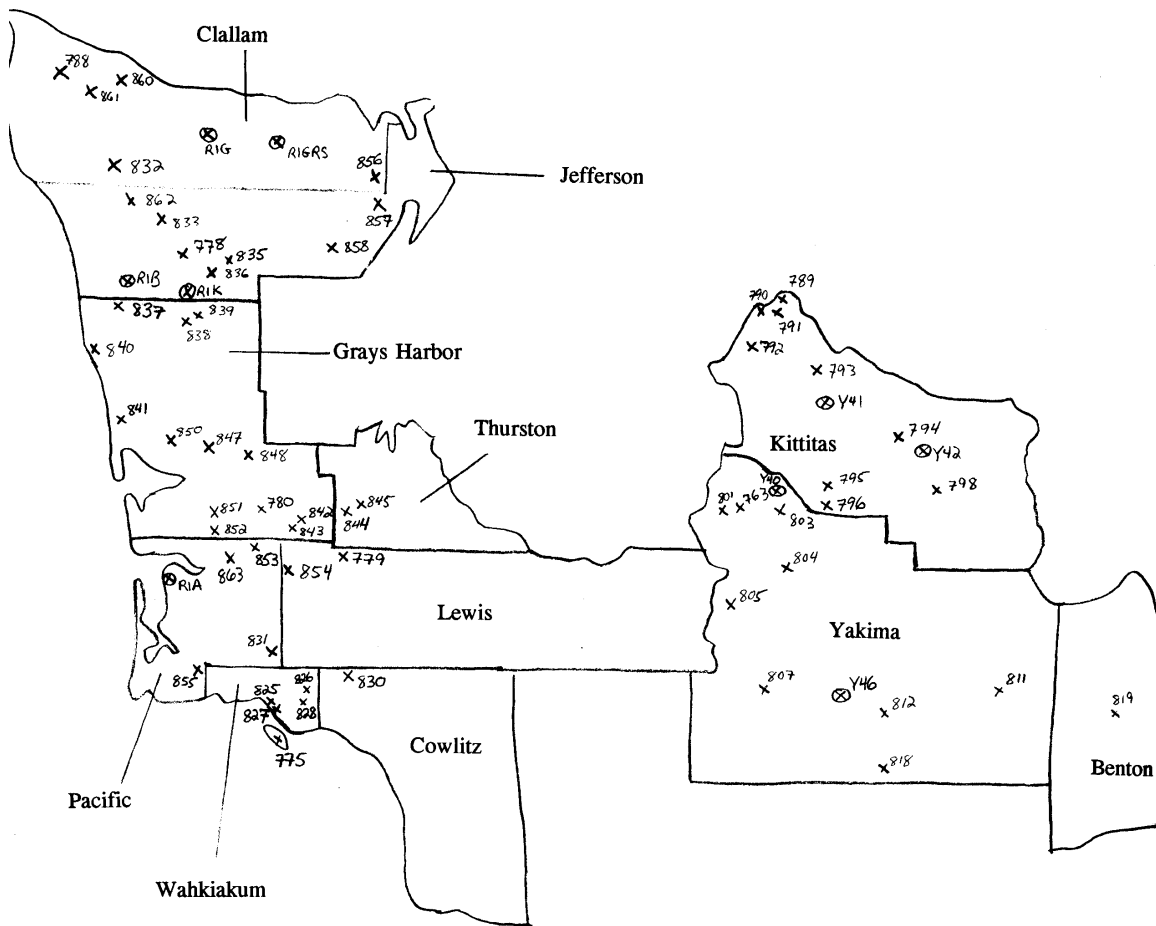 Clallam
788
860
861
R1G
R1GRS
856
832
Jefferson
862
857
833
778
835
858
836
R1B
R1K
789
790
837
839
791
838
840
Grays Harbor
792
793
Y41
841
850
847
Thurston
794
848
Kittitas
Y42
Y40
795
801
763
798
851
780
842
845
796
852
843
844
803
853
779
863
854
804
R1A
805
Lewis
Yakima
831
855
826
830
807
Y46
811
825
812
819
827
828
Cowlitz
775
818
Benton
Pacific
Wahkiakum